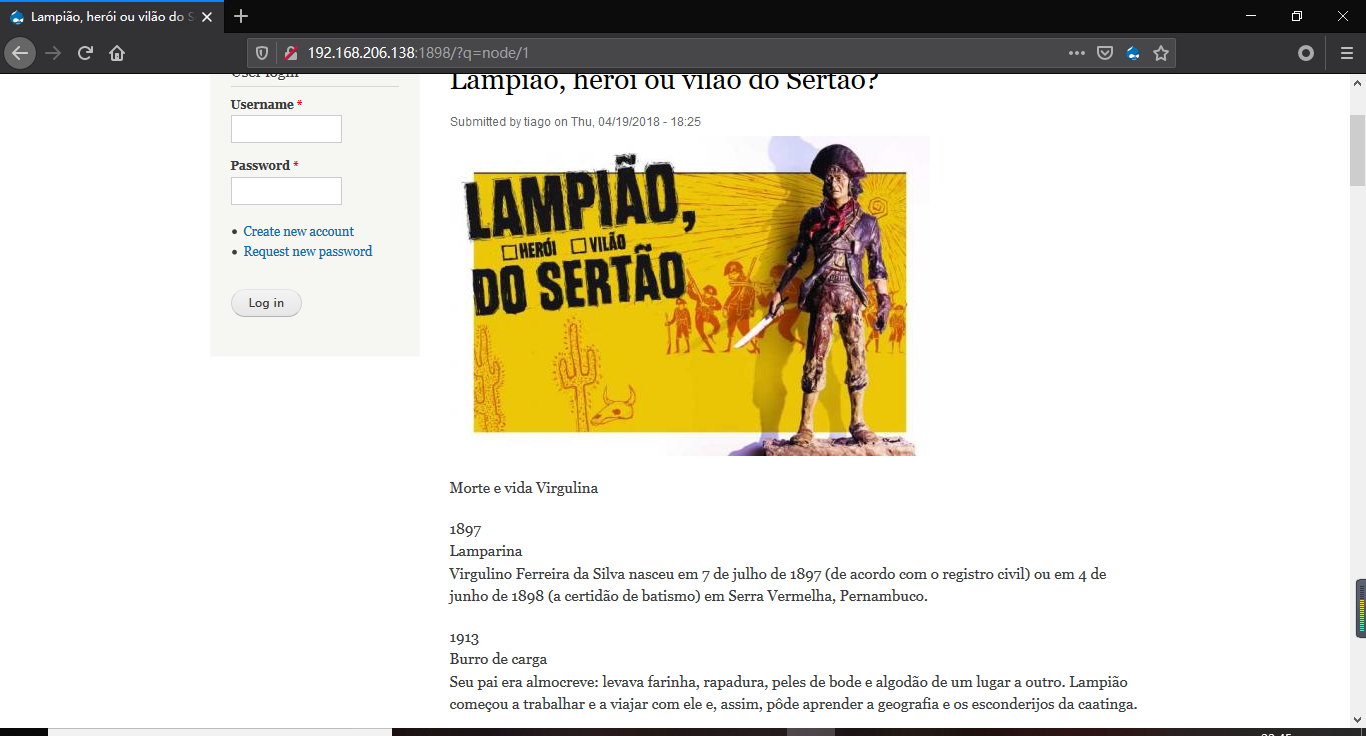 Lampião, herói ou vilão do S
192.168.206.138:1898/?q=node/1
User login
Username *
Password *
Create new account
Request new password
Log in
Lampião, herói ou vilão do Sertão?
Submitted by tiago on Thu, 04/19/2018 - 18:25
LAMPIÃO,
HERÓI VILÃO
DO SERTÃO
Morte e vida Virgulina
1897
Lamparina
Virgulino Ferreira da Silva nasceu em 7 de julho de 1897 (de acordo com o registro civil) ou em 4 de
junho de 1898 (a certidão de batismo) em Serra Vermelha, Pernambuco.
1913
Burro de carga
Seu pai era almocreve: levava farinha, rapadura, peles de bode e algodão de um lugar a outro. Lampião
começou a trabalhar e a viajar com ele e, assim, pôde aprender a geografia e os esconderijos da caatinga.